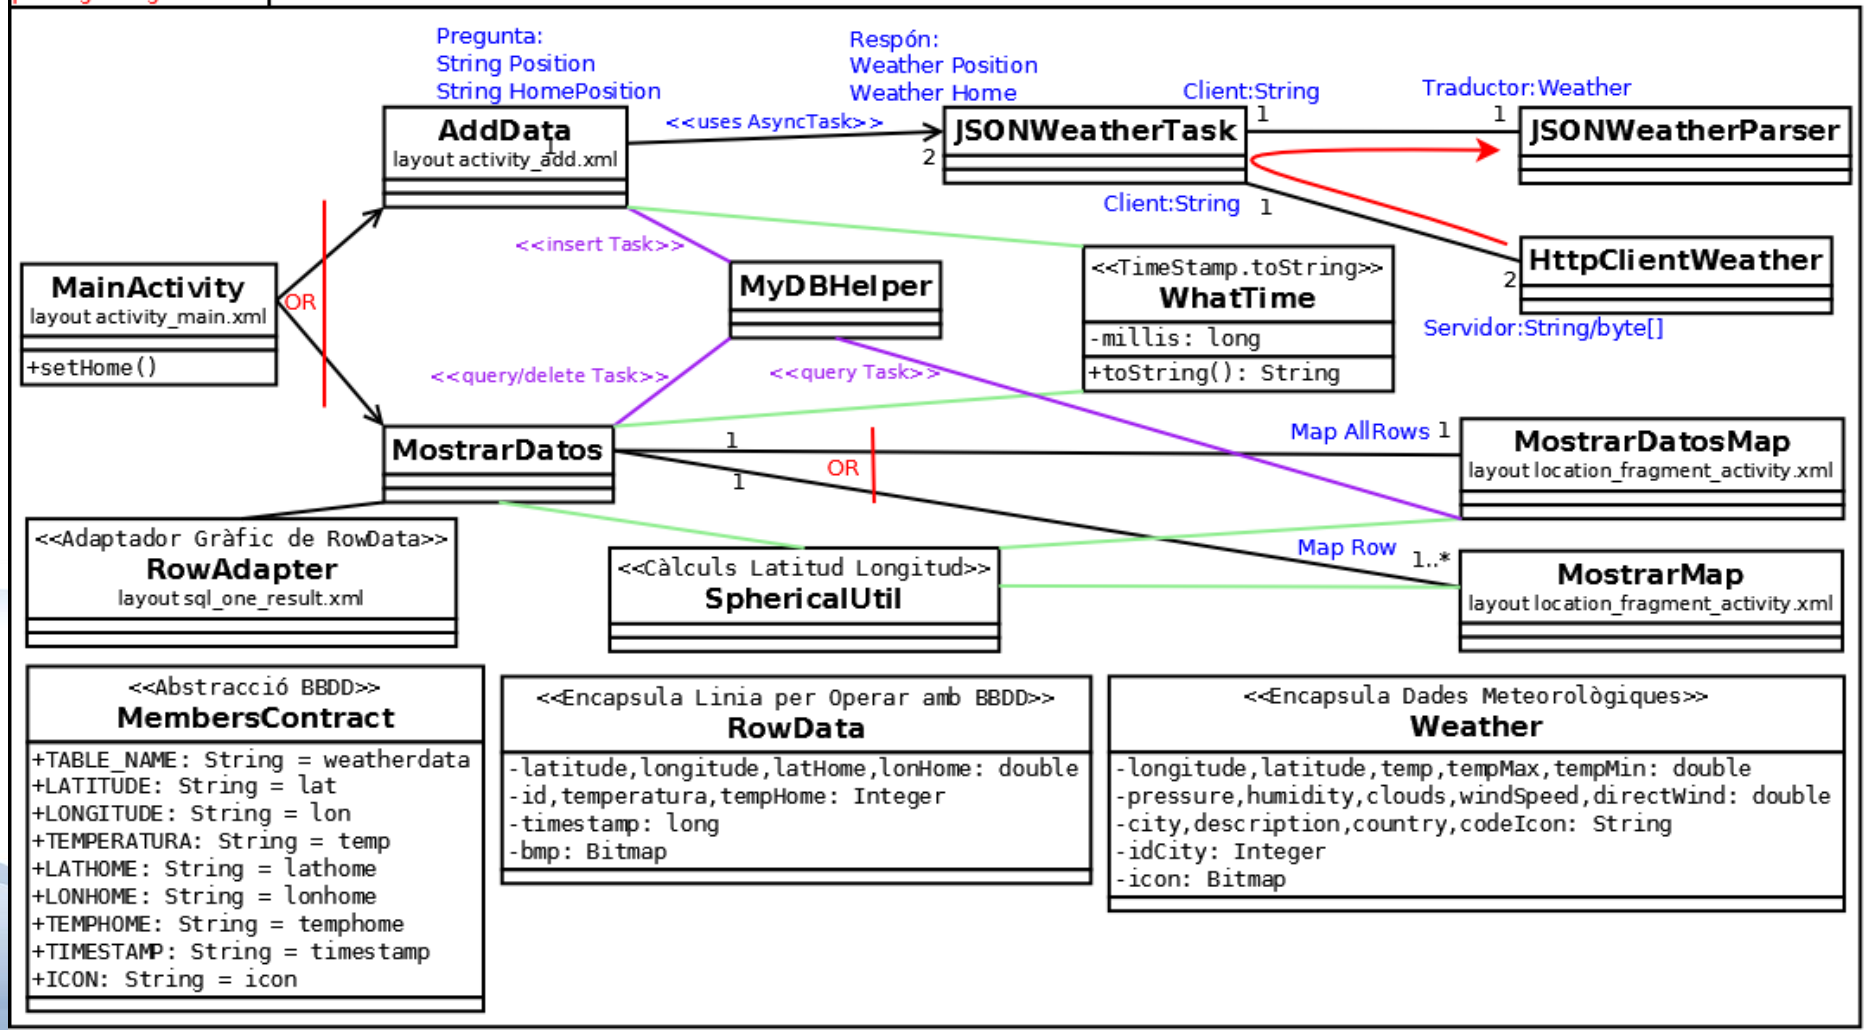 Pregunta:
String Position
String HomePosition
Respón:
Weather Position
Weather Home
<<uses AsyncTask>>
Client:String
Traductor:Weather
AddData
1
layout activity_add.xml
2
JSONWeatherTask
1
1
JSONWeatherParser
Client:String
1
<<insert Task>>
MainActivity
layout activity_main.xml
+setHome()
OR
MyDBHelper
<<TimeStamp.toString>>
WhatTime
-millis: long
+toString(): String
HttpClientWeather
2
Servidor:String/byte[]
<<query/delete Task>>
<<query Task>>
MostrarDatos
1
1
OR
Map AllRows
1
MostrarDatosMap
layout location_fragment_activity.xml
<<Adaptador Gràfic de RowData>>
RowAdapter
layout sql_one_result.xml
<<Càlculs Latitud Longitud>>
SphericalUtil
Map Row
1..*
MostrarMap
layout location_fragment_activity.xml
<<Abstracció BBDD>>
MembersContract
+TABLE_NAME: String = weatherdata
+LATITUDE: String = lat
+LONGITUDE: String = lon
+TEMPERATURA: String = temp
+LATHOME: String = lathome
+LONHOME: String = lonhome
+TEMPHOME: String = temphome
+TIMESTAMP: String = timestamp
+ICON: String = icon
<<Encapsula Linia per Operar amb BBDD>>
RowData
-latitude,longitude,latHome,lonHome: double
-id,temperatura,tempHome: Integer
-timestamp: long
-bmp: Bitmap
<<Encapsula Dades Meteorològiques>>
Weather
-longitude,latitude,temp,tempMax,tempMin: double
-pressure,humidity,clouds,windSpeed,directWind: double
-city,description,country,codeIcon: String
-idCity: Integer
-icon: Bitmap